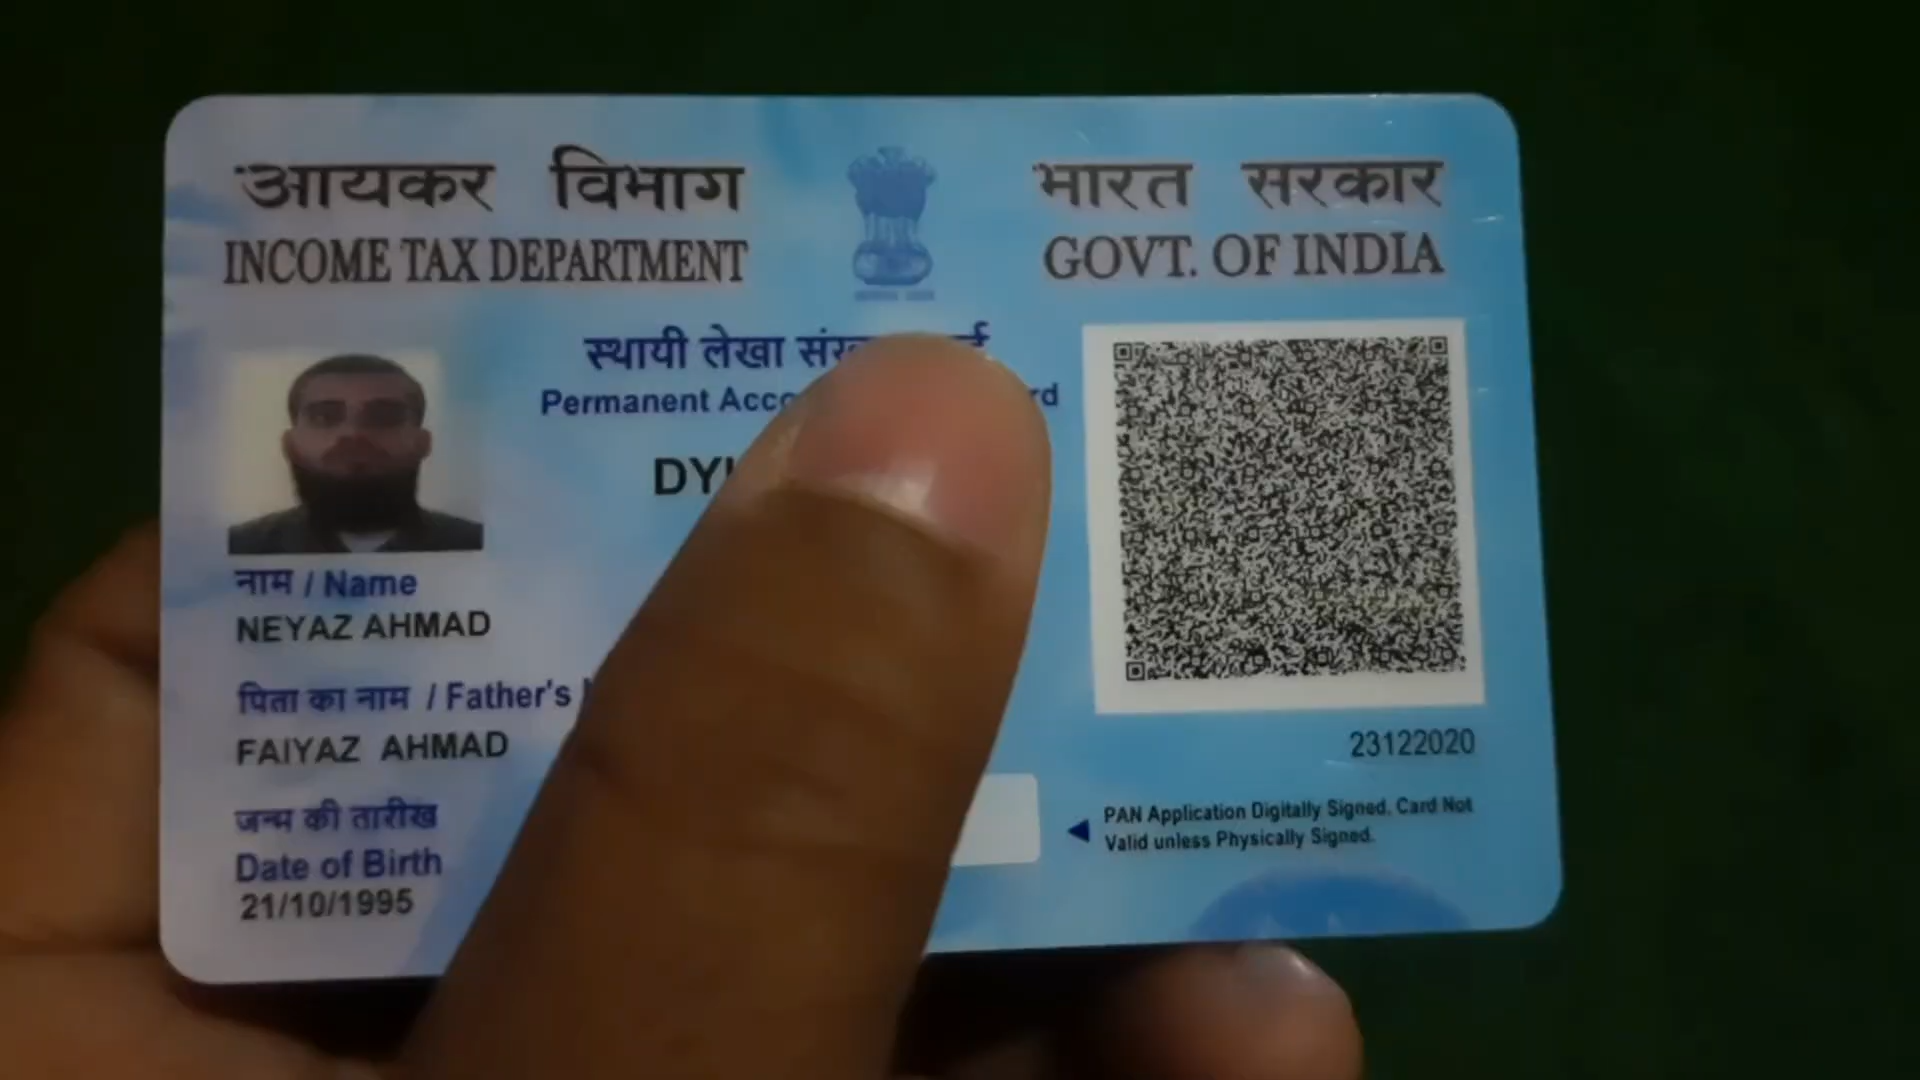 आयकर विभाग
INCOME TAX DEPARTMENT
भारत सरकार
GOVT. OF INDIA
स्थायी लेखा
Permanent
नाम / Name
NEYAZ AHMAD
पिता का नाम / Father's
FAIYAZ AHMAD
जन्म की तारीख
Date of Birth
21/10/1995
23122020
PAN Application Digitally Signed, Card Not
Valid unless Physically Signed.